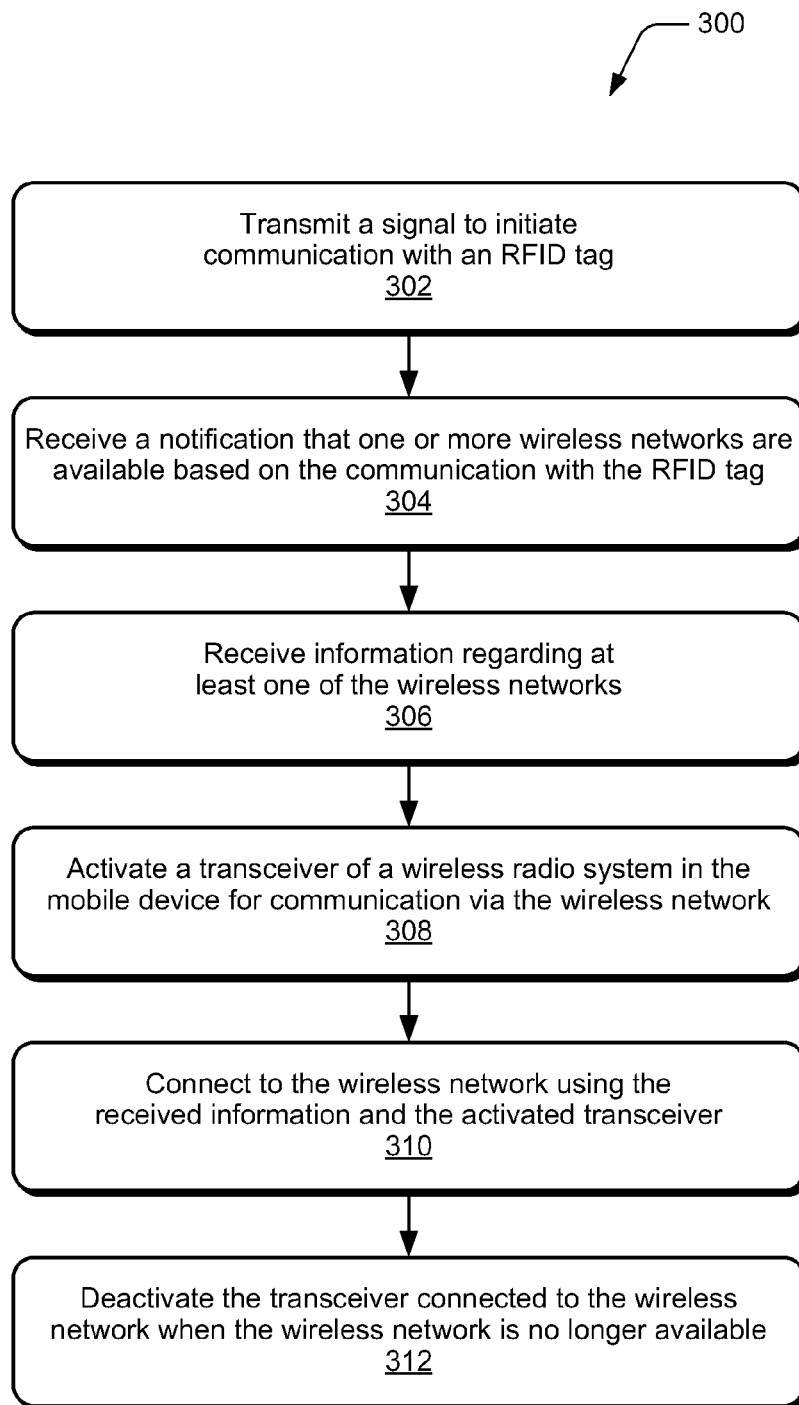 300
Transmit a signal to initiate
communication with an RFID tag
302
Receive a notification that one or more wireless networks are
available based on the communication with the RFID tag
304
Receive information regarding at
least one of the wireless networks
306
Activate a transceiver of a wireless radio system in the
mobile device for communication via the wireless network
308
Connect to the wireless network using the
received information and the activated transceiver
310
Deactivate the transceiver connected to the wireless
network when the wireless network is no longer available
312